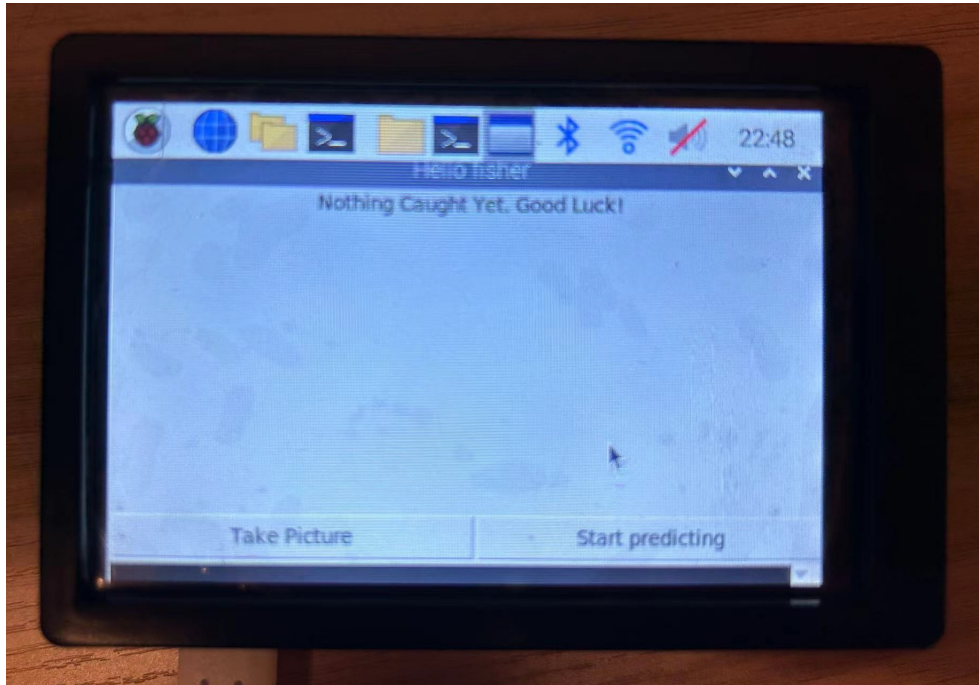 >_ >_ 22:48
Hello fisher
Nothing Caught Yet. Good Luck!
Take Picture Start predicting